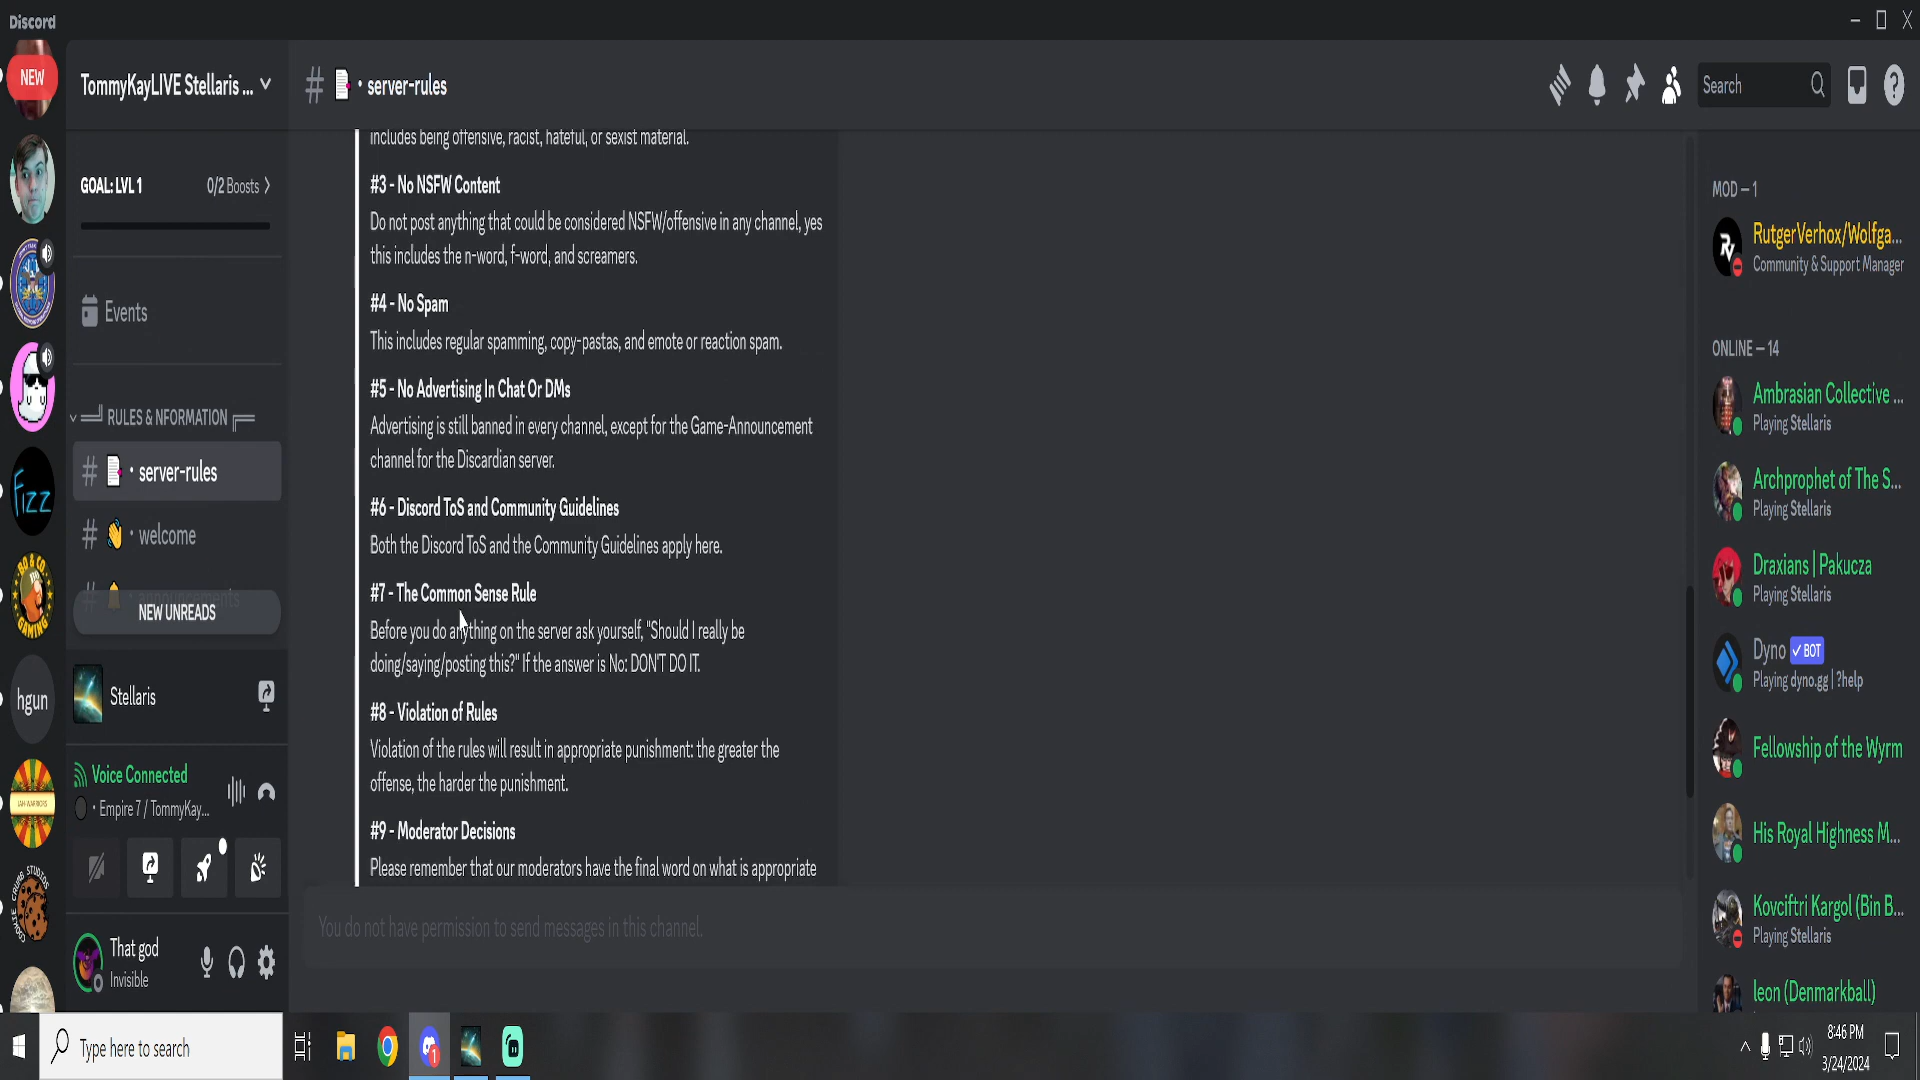 Discord
NEW
TommyKayLIVE Stellaris ...
GOAL: LVL 1
0/2 Boosts
Events
RULES & NFORMATION
server-rules
welcome
announcements
NEW UNREADS
Stellaris
Voice Connected
• Empire 7 / TommyKay...
That god
Invisible
FIZZ
BO & CO.
GAMING
hgun
JAH-WARRIORS
COOKIE CRUMB STUDIOS
• server-rules
Search
includes being offensive, racist, hateful, or sexist material.
#3 - No NSFW Content
Do not post anything that could be considered NSFW/offensive in any channel, yes
this includes the n-word, f-word, and screamers.
#4 - No Spam
This includes regular spamming, copy-pastas, and emote or reaction spam.
#5 - No Advertising In Chat Or DMs
Advertising is still banned in every channel, except for the Game-Announcement
channel for the Discardian server.
#6 - Discord ToS and Community Guidelines
Both the Discord ToS and the Community Guidelines apply here.
#7 - The Common Sense Rule
Before you do anything on the server ask yourself, "Should I really be
doing/saying/posting this?" If the answer is No: DON'T DO IT.
#8 - Violation of Rules
Violation of the rules will result in appropriate punishment: the greater the
offense, the harder the punishment.
#9 - Moderator Decisions
Please remember that our moderators have the final word on what is appropriate
You do not have permission to send messages in this channel.
MOD — 1
RutgerVerhox/Wolfga...
Community & Support Manager
ONLINE — 14
Ambrasian Collective ...
Playing Stellaris
Archprophet of The S...
Playing Stellaris
Draxians | Pakucza
Playing Stellaris
Dyno ✓ BOT
Playing dyno.gg | ?help
Fellowship of the Wyrm
His Royal Highness M...
Kovciftri Kargol (Bin B...
Playing Stellaris
leon (Denmarkball)
Type here to search
1
8:46 PM
3/24/2024